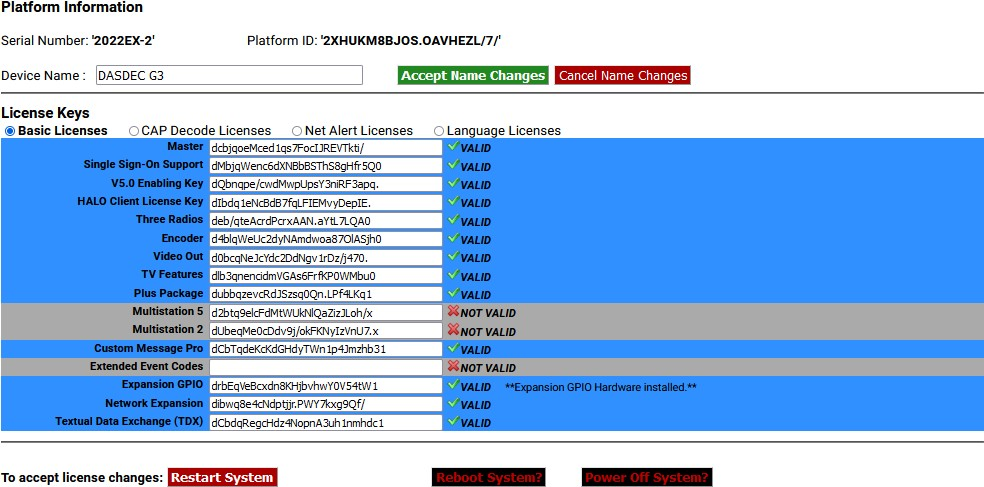 Platform Information
Serial Number: '2022EX-2' Platform ID: '2XHUKM8BJOS.OAVHEZL/7/'
Device Name : DASDEC G3 Accept Name Changes Cancel Name Changes
License Keys
Basic Licenses CAP Decode Licenses Net Alert Licenses Language Licenses
Master dcbjqoeMced1qs7FocIJREVTkti/ VALID
Single Sign-On Support dMbjqWenc6dXNBbBSThS8gHfr5Q0 VALID
V5.0 Enabling Key dQbnqpe/cwdMwpUpsY3niRF3apq. VALID
HALO Client License Key dIbdq1eNcBdB7fqLFIEMvyDepIE. VALID
Three Radios deb/qteAcrdPcrxAAN.aYtL7LQA0 VALID
Encoder d4blqWeUc2dyNAmdwoa87OlASjh0 VALID
Video Out d0bcqNeJcYdc2DdNgv1rDz/j470. VALID
TV Features dlb3qnencidmVGAs6FrfKP0WMbu0 VALID
Plus Package dubbqzevcRdJSzsq0Qn.LPf4LKq1 VALID
Multistation 5 d2btq9elcFdMtWUkNlQaZizJLoh/x NOT VALID
Multistation 2 dUbeqMe0cDdv9j/okFKNyIzVnU7.x NOT VALID
Custom Message Pro dCbTqdeKcKdGHdyTWn1p4Jmzhb31 VALID
Extended Event Codes NOT VALID
Expansion GPIO drbEqVeBcxdn8KHjbvhwY0V54tW1 VALID **Expansion GPIO Hardware installed.**
Network Expansion dibwq8e4cNdptjjr.PWY7kxg9Qf/ VALID
Textual Data Exchange (TDX) dCbdqRegcHdz4NopnA3uh1nmhdc1 VALID
To accept license changes: Restart System Reboot System? Power Off System?